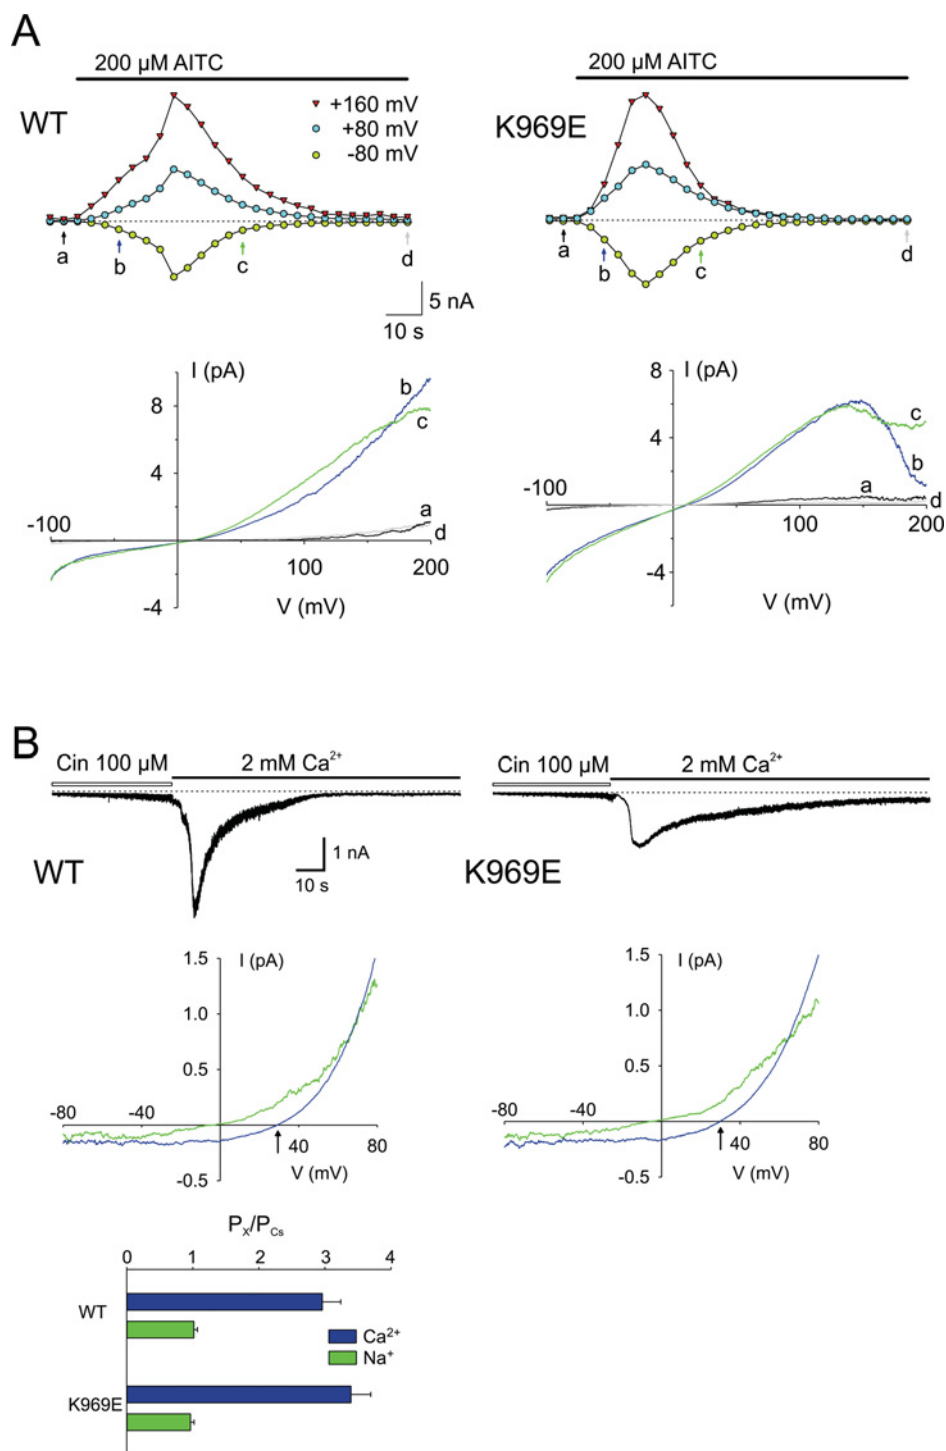 A
200 µM AITC
200 µM AITC
WT
+160 mV
+80 mV
-80 mV
K969E
a
b
c
d
a
b
c
d
5 nA
10 s
I (pA)
8
4
-100
100
200
-4
V (mV)
b
c
a
d
I (pA)
8
4
-100
100
200
-4
V (mV)
c
b
a
d
B
Cin 100 µM
2 mM Ca²⁺
Cin 100 µM
2 mM Ca²⁺
WT
1 nA
10 s
K969E
1.5
I (pA)
1.0
0.5
-80
-40
40
80
-0.5
V (mV)
1.5
I (pA)
1.0
0.5
-80
-40
40
80
-0.5
V (mV)
Pₓ/P_Cs
0 1 2 3 4
WT
Ca²⁺
Na⁺
K969E